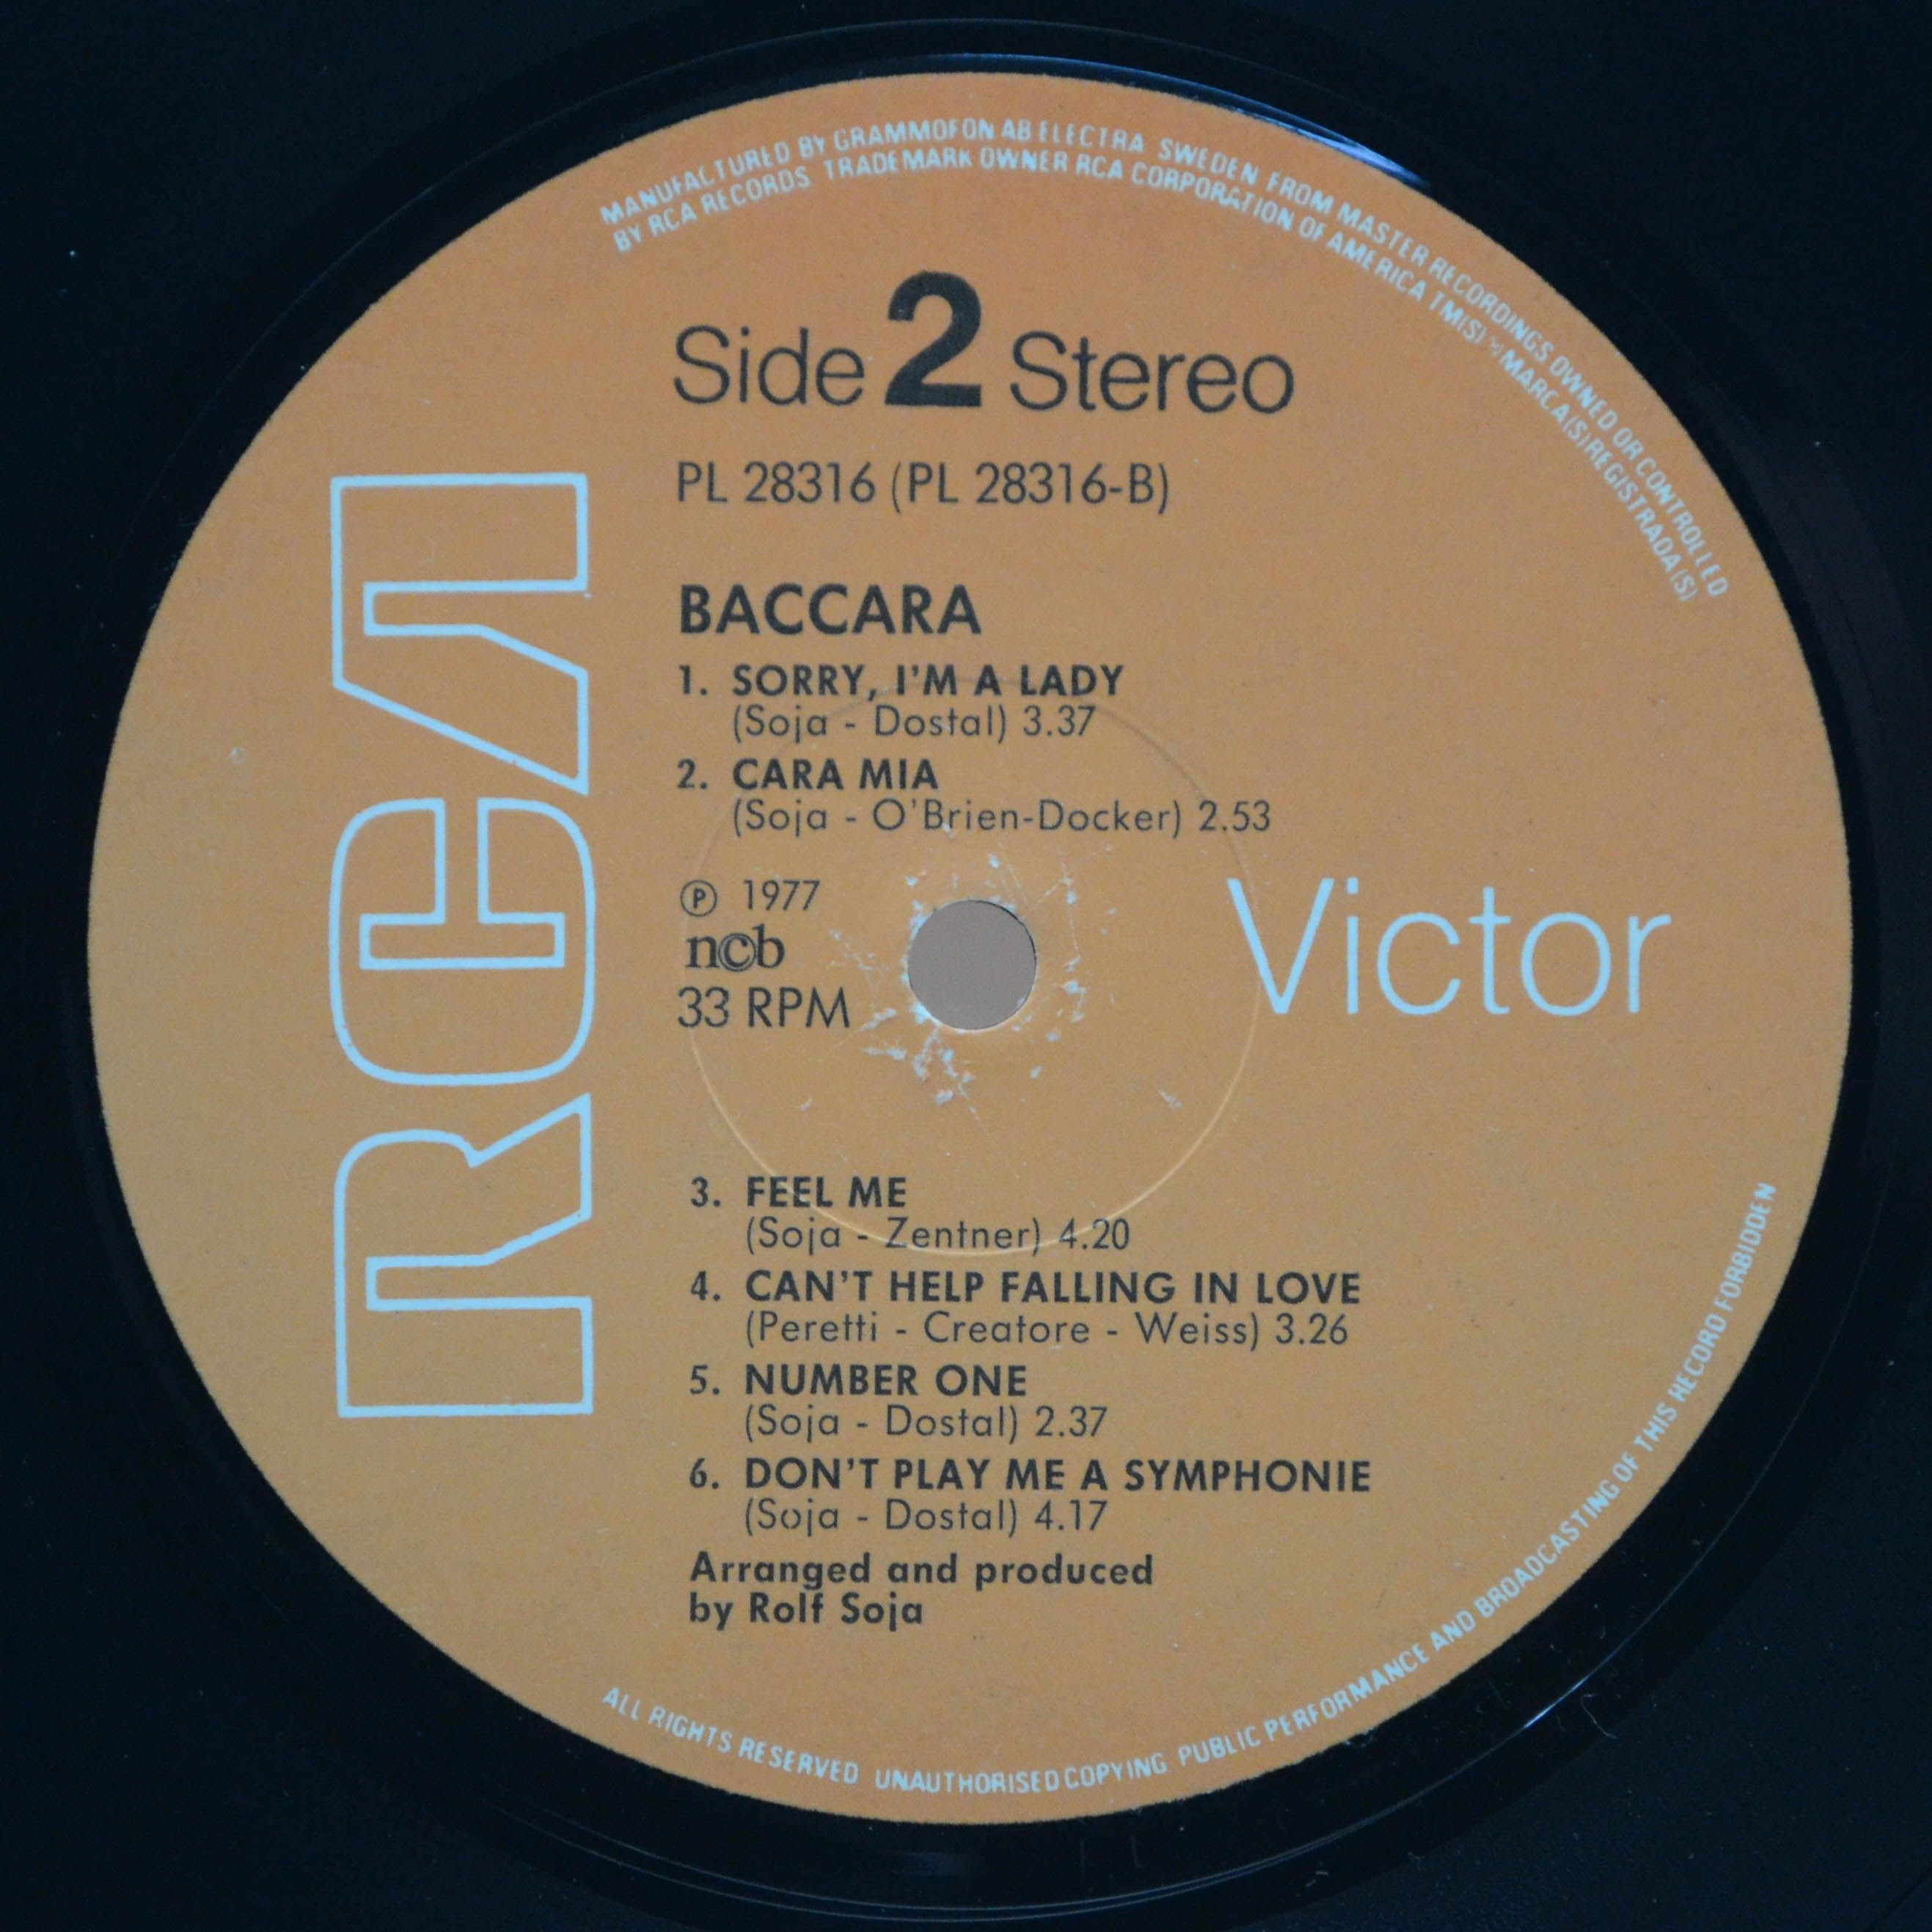 MANUFACTURED BY GRAMMOFON AB ELECTRA SWEDEN FROM MASTER RECORDINGS OWNED OR CONTROLLED
BY RCA RECORDS TRADEMARK OWNER RCA CORPORATION OF AMERICA TM(S) ® MARCA(S) REGISTRADA(S)
Side 2 Stereo
PL 28316 (PL 28316-B)
BACCARA
1. SORRY, I'M A LADY
(Soja - Dostal) 3.37
2. CARA MIA
(Soja - O'Brien-Docker) 2.53
℗ 1977
ncb
33 RPM
RCA
Victor
3. FEEL ME
(Soja - Zentner) 4.20
4. CAN'T HELP FALLING IN LOVE
(Peretti - Creatore - Weiss) 3.26
5. NUMBER ONE
(Soja - Dostal) 2.37
6. DON'T PLAY ME A SYMPHONIE
(Soja - Dostal) 4.17
Arranged and produced
by Rolf Soja
ALL RIGHTS RESERVED UNAUTHORISED COPYING PUBLIC PERFORMANCE AND BROADCASTING OF THIS RECORD FORBIDDEN